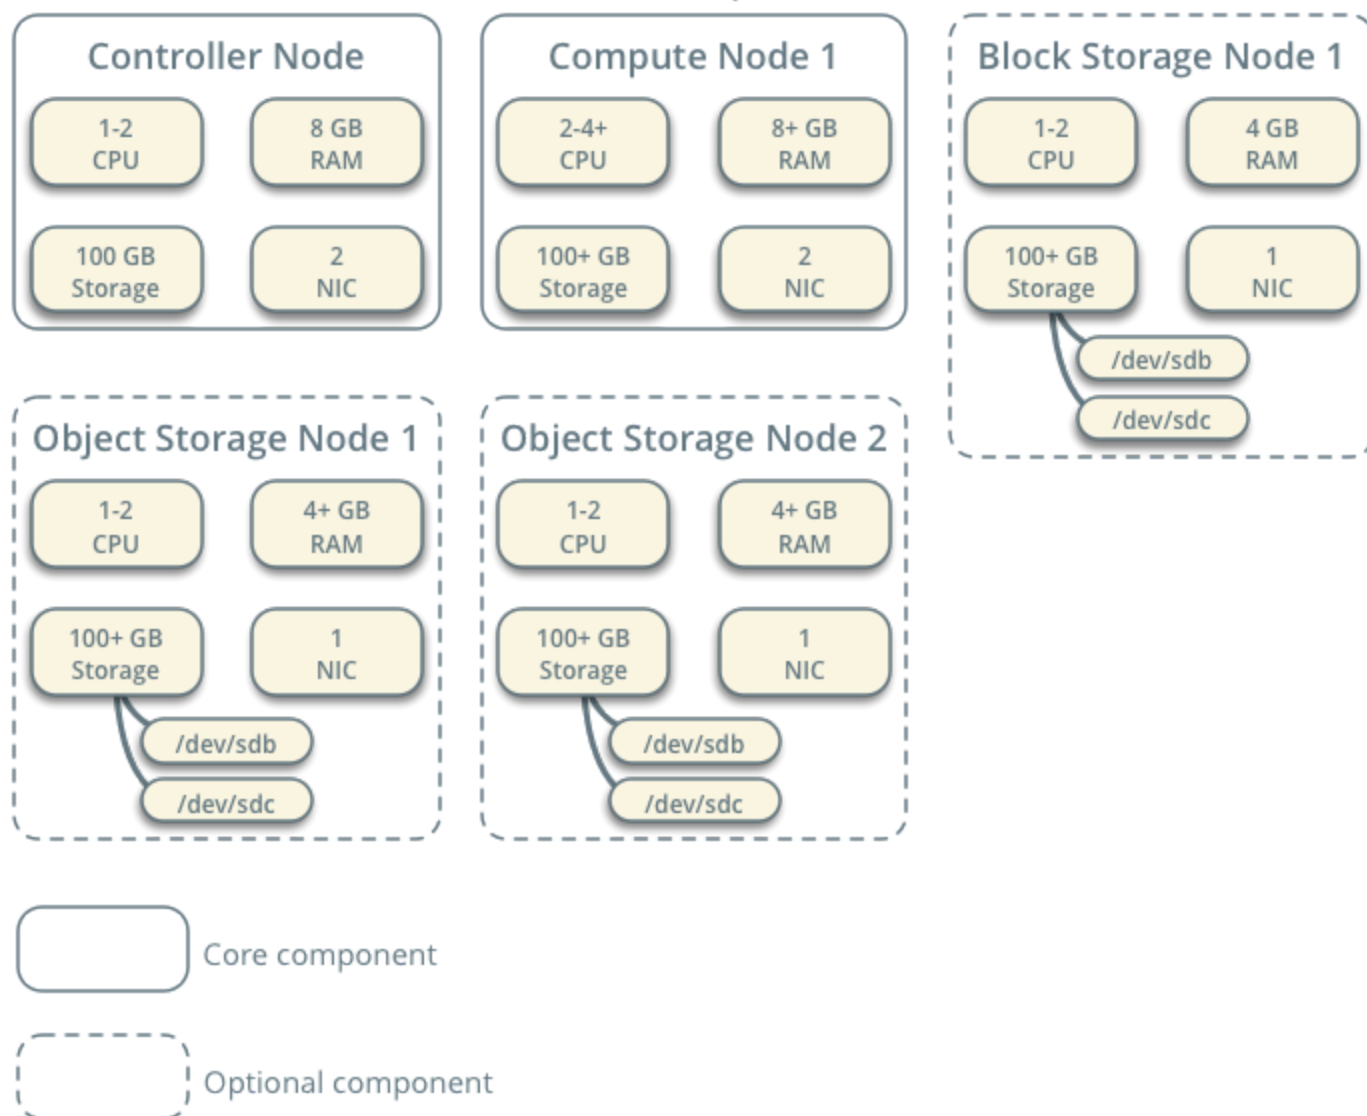 Controller Node
1-2
CPU
8 GB
RAM
100 GB
Storage
2
NIC
Compute Node 1
2-4+
CPU
8+ GB
RAM
100+ GB
Storage
2
NIC
Block Storage Node 1
1-2
CPU
4 GB
RAM
100+ GB
Storage
1
NIC
/dev/sdb
/dev/sdc
Object Storage Node 1
1-2
CPU
4+ GB
RAM
100+ GB
Storage
1
NIC
/dev/sdb
/dev/sdc
Object Storage Node 2
1-2
CPU
4+ GB
RAM
100+ GB
Storage
1
NIC
/dev/sdb
/dev/sdc
Core component
Optional component